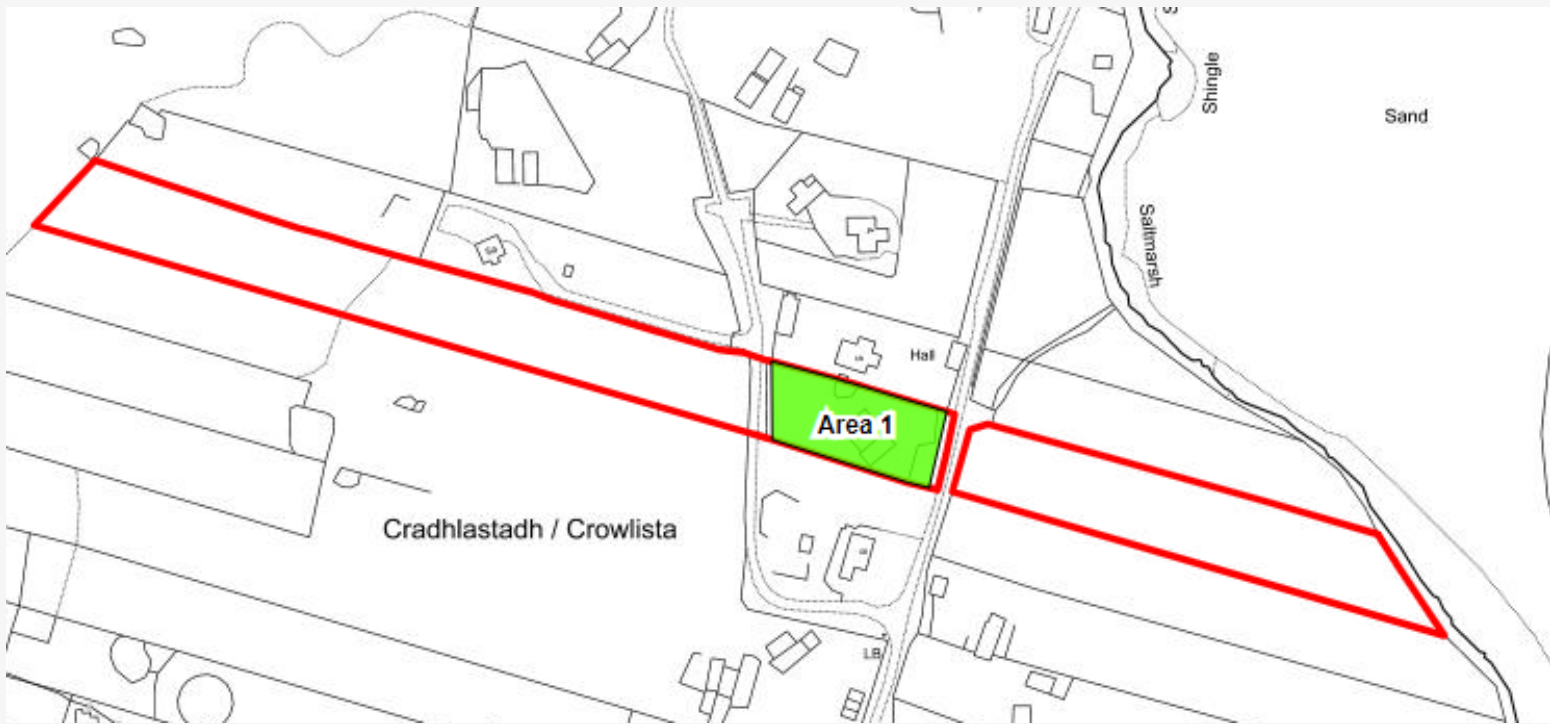 Shingle
Sand
Saltmarsh
Hall
Area 1
Cradhlastadh / Crowlista
LB